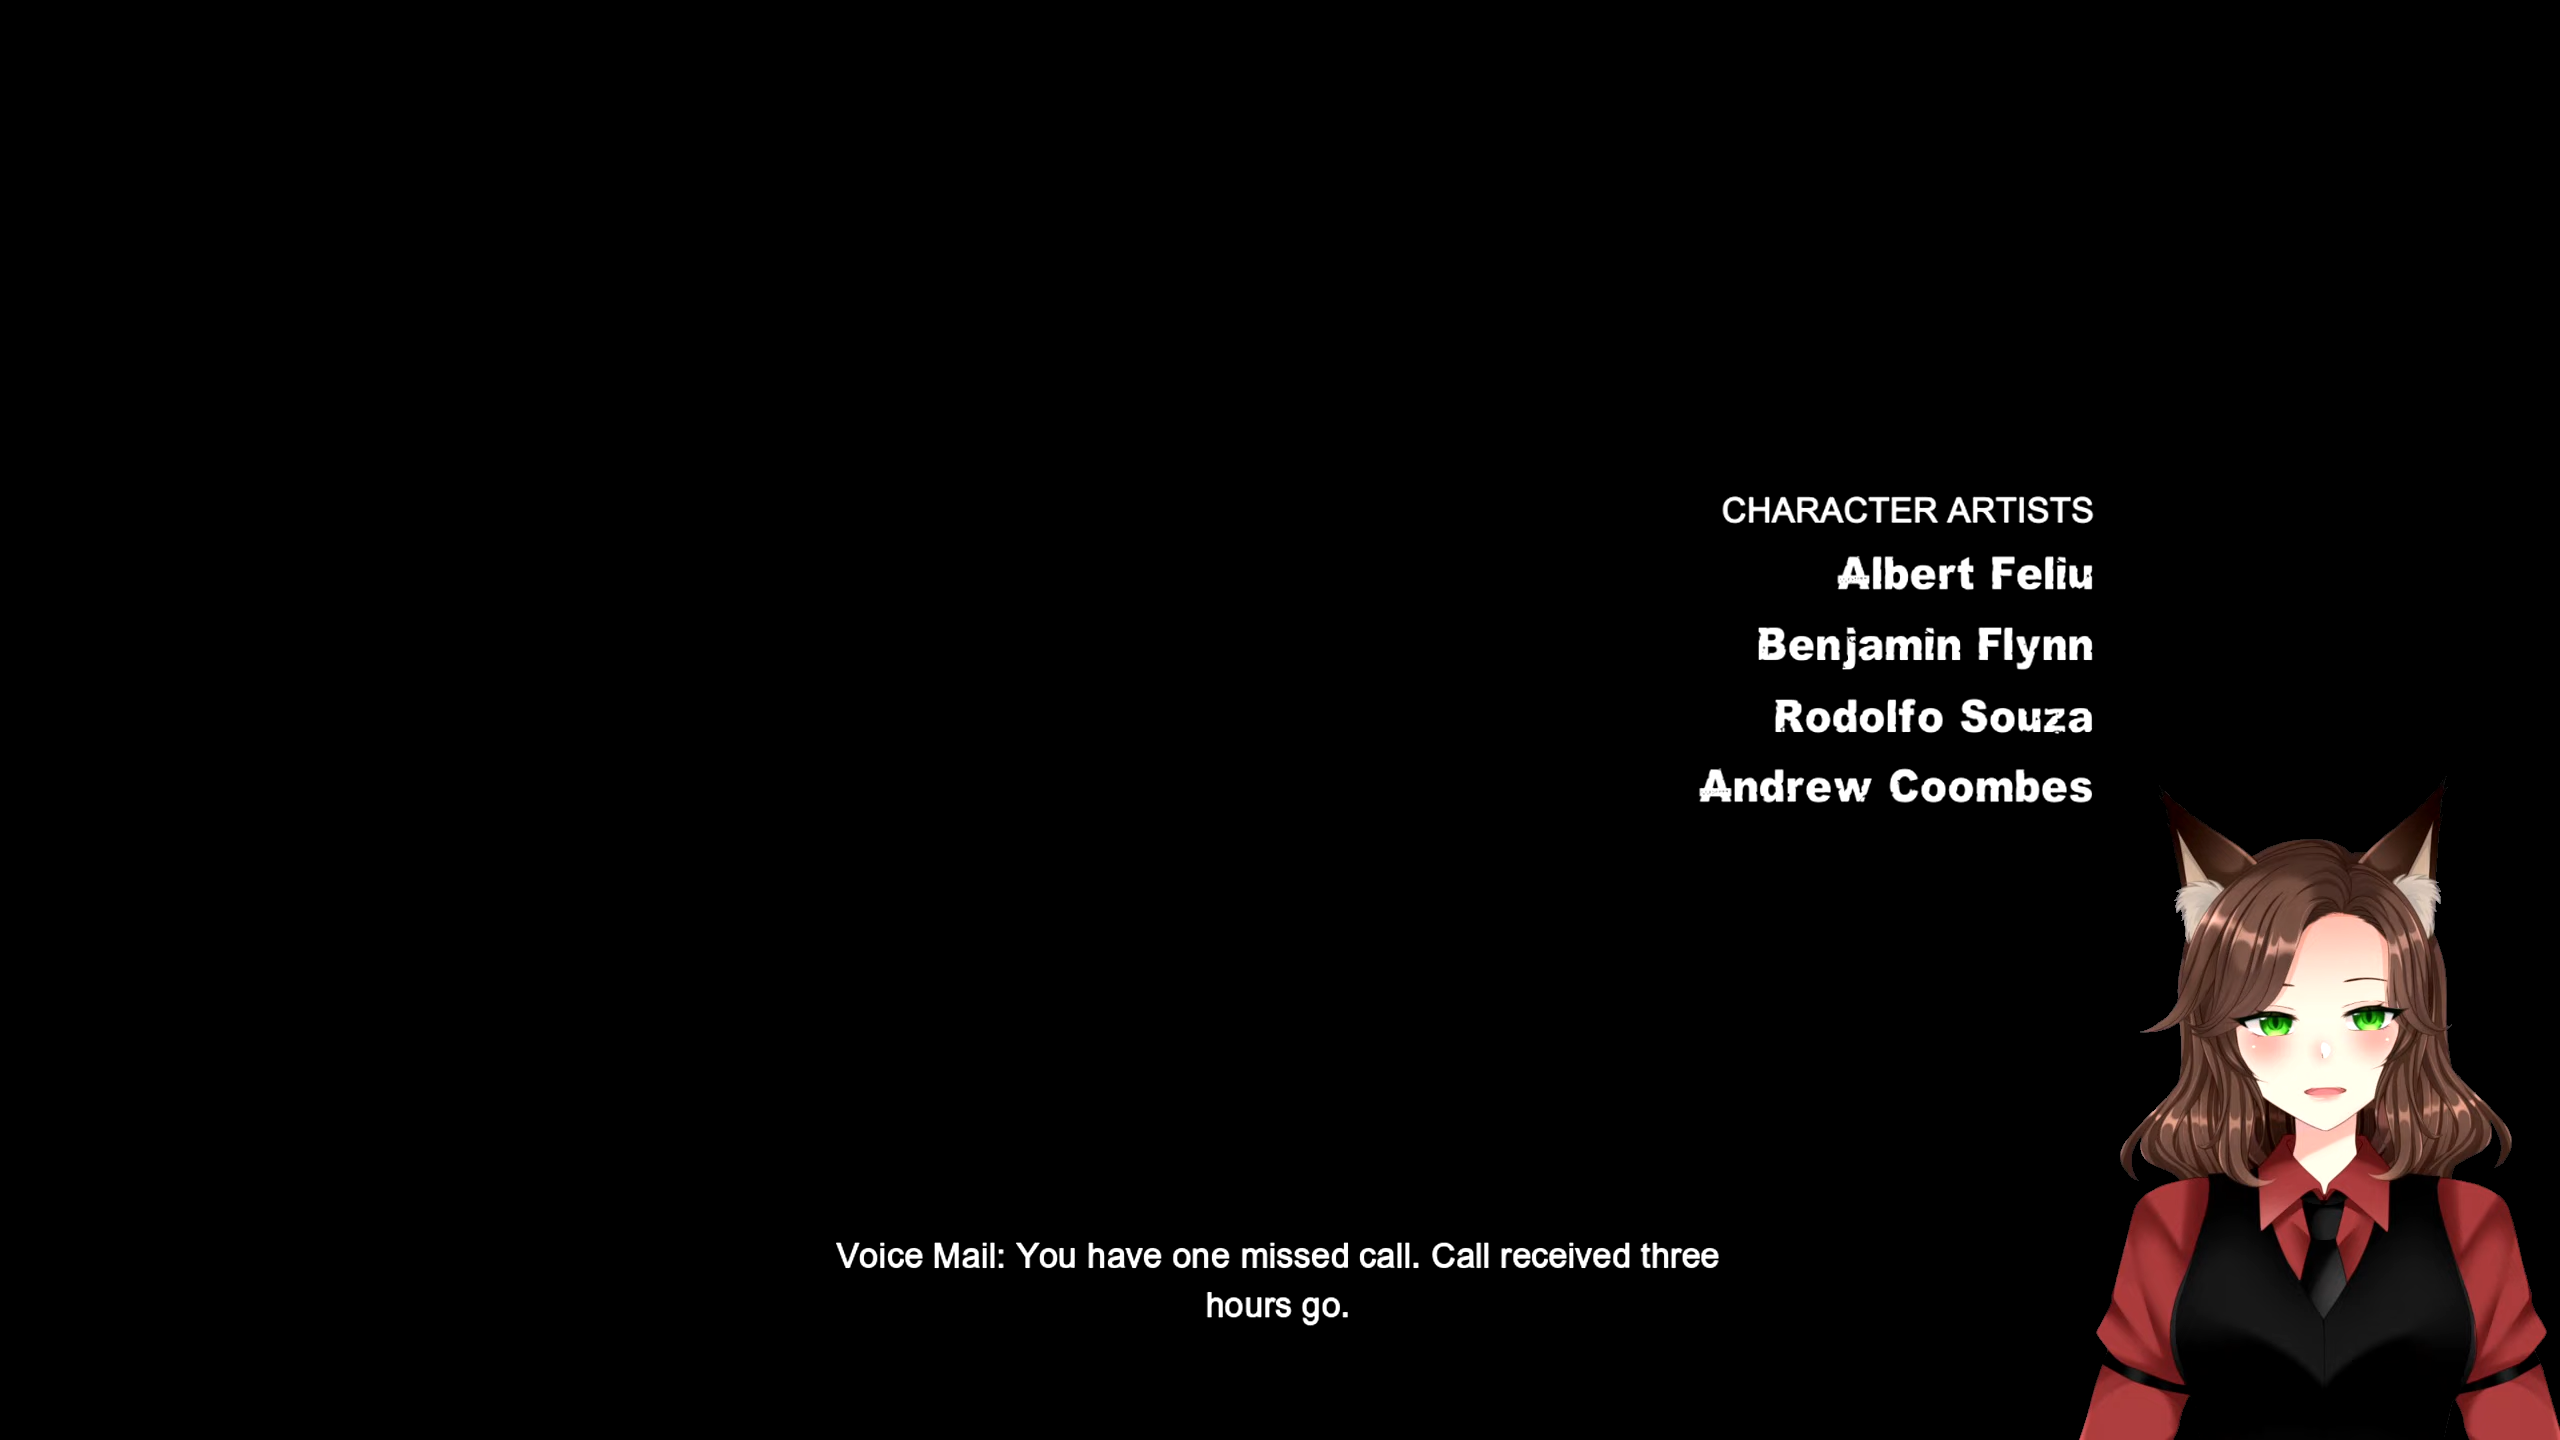 CHARACTER ARTISTS
Albert Feliu
Benjamin Flynn
Rodolfo Souza
Andrew Coombes
Voice Mail: You have one missed call. Call received three
hours go.